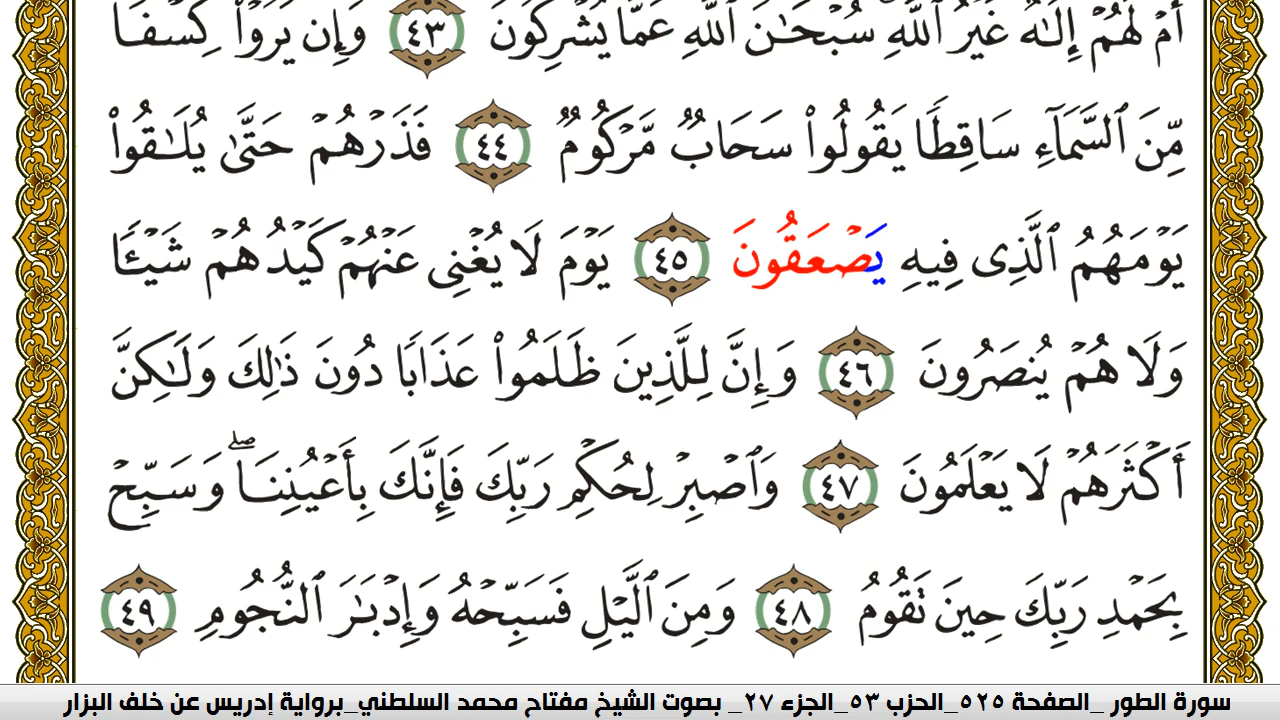 أَمْ لَهُمْ إِلَٰهٌ غَيْرُ ٱللَّهِۚ سُبْحَٰنَ ٱللَّهِ عَمَّا يُشْرِكُونَ ٤٣ وَإِن يَرَوْا۟ كِسْفًا
مِّنَ ٱلسَّمَآءِ سَاقِطًا يَقُولُوا۟ سَحَابٌ مَّرْكُومٌ ٤٤ فَذَرْهُمْ حَتَّىٰ يُلَٰقُوا۟
يَوْمَهُمُ ٱلَّذِى فِيهِ يَصْعَقُونَ ٤٥ يَوْمَ لَا يُغْنِى عَنْهُمْ كَيْدُهُمْ شَيْـًٔا
وَلَا هُمْ يُنصَرُونَ ٤٦ وَإِنَّ لِلَّذِينَ ظَلَمُوا۟ عَذَابًا دُونَ ذَٰلِكَ وَلَٰكِنَّ
أَكْثَرَهُمْ لَا يَعْلَمُونَ ٤٧ وَٱصْبِرْ لِحُكْمِ رَبِّكَ فَإِنَّكَ بِأَعْيُنِنَاۖ وَسَبِّحْ
بِحَمْدِ رَبِّكَ حِينَ تَقُومُ ٤٨ وَمِنَ ٱلَّيْلِ فَسَبِّحْهُ وَإِدْبَٰرَ ٱلنُّجُومِ ٤٩
سورة الطور _الصفحة ٥٢٥_الحزب ٥٣_الجزء ٢٧_ بصوت الشيخ مفتاح محمد السلطني_برواية إدريس عن خلف البزار